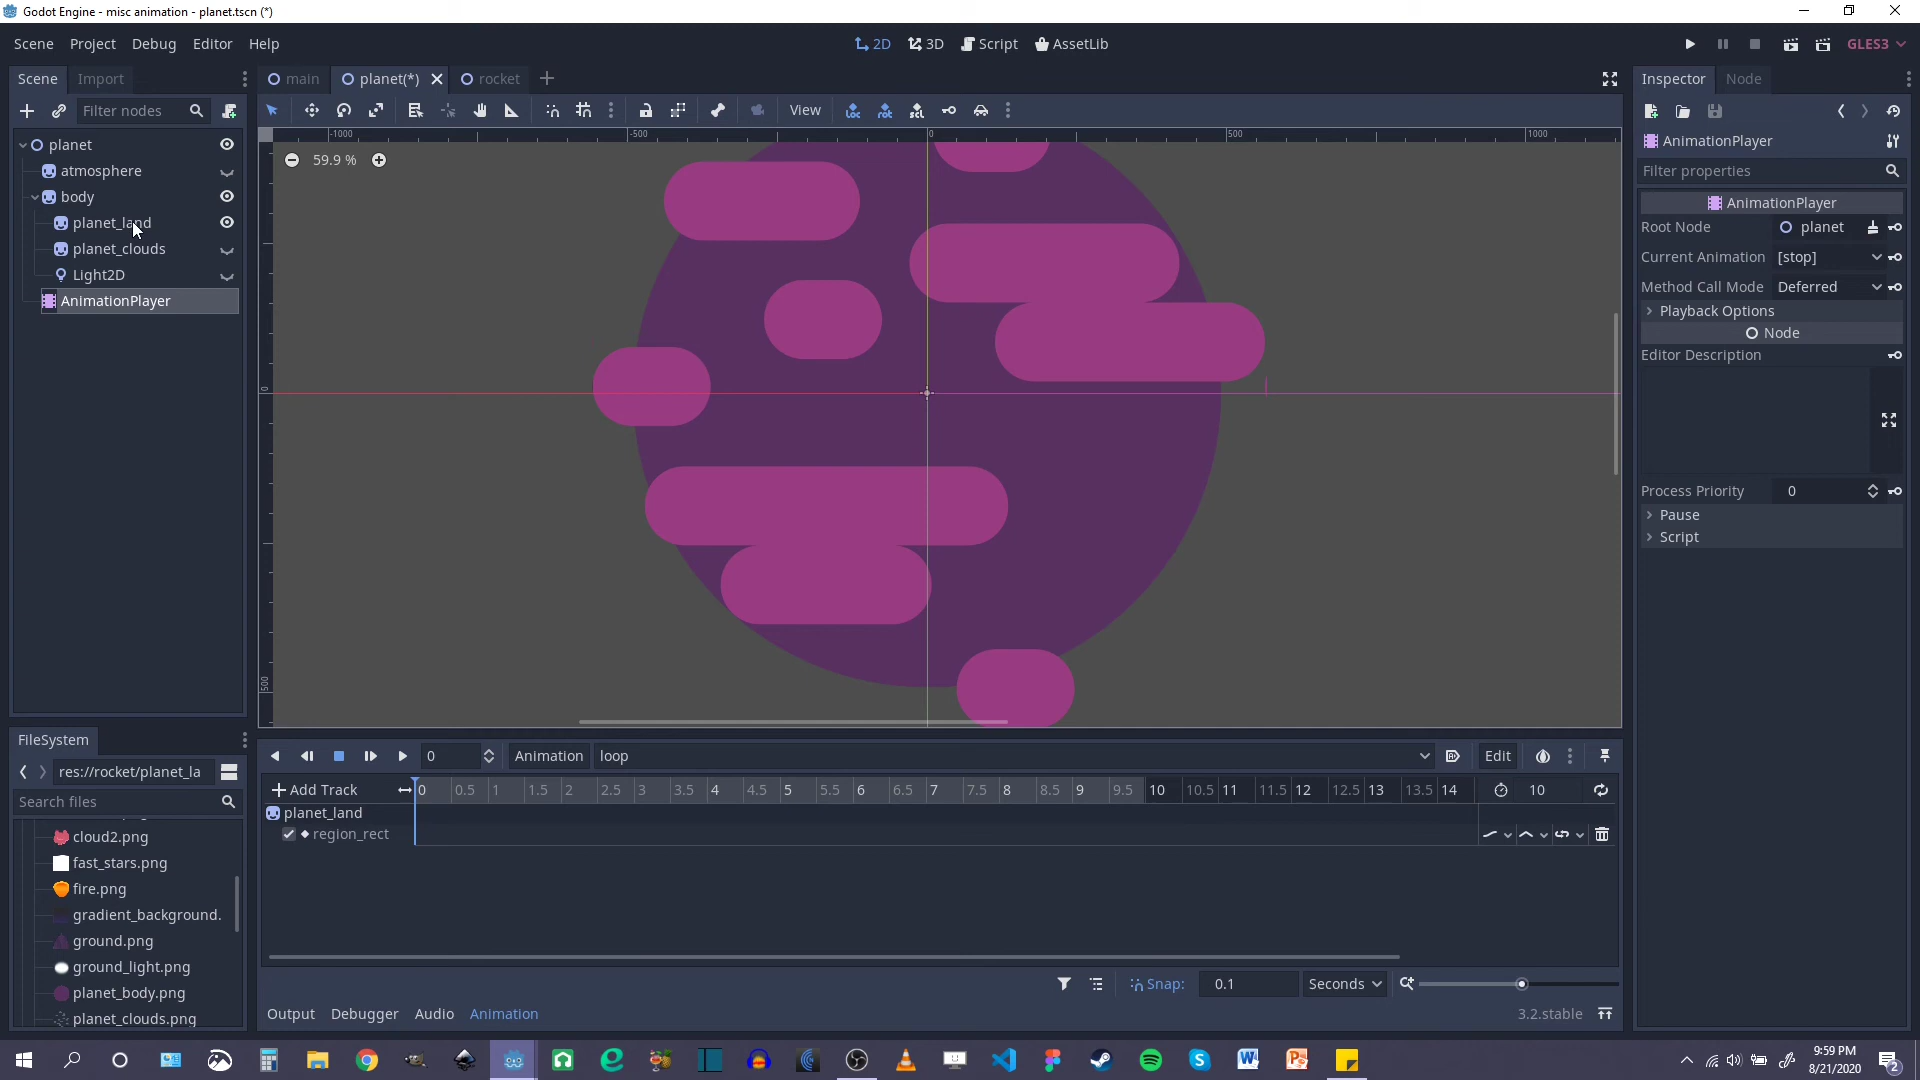 Godot Engine - misc animation - planet.tscn (*)
Scene Project Debug Editor Help
2D 3D Script AssetLib
GLES3
Scene Import
main planet(*) rocket
Inspector Node
Filter nodes
View
planet
atmosphere
body
planet_land
planet_clouds
Light2D
AnimationPlayer
-1000 -500 0 500 1000
59.9 %
0
500
AnimationPlayer
Filter properties
AnimationPlayer
Root Node planet
Current Animation [stop]
Method Call Mode Deferred
Playback Options
Node
Editor Description
Process Priority 0
Pause
Script
FileSystem
res://rocket/planet_la
Search files
cloud2.png
fast_stars.png
fire.png
gradient_background.
ground.png
ground_light.png
planet_body.png
planet_clouds.png
0 Animation loop Edit
Add Track 0 0.5 1 1.5 2 2.5 3 3.5 4 4.5 5 5.5 6 6.5 7 7.5 8 8.5 9 9.5 10 10.5 11 11.5 12 12.5 13 13.5 14 10
planet_land
region_rect
Snap: 0.1 Seconds
Output Debugger Audio Animation 3.2.stable
9:59 PM
8/21/2020
2